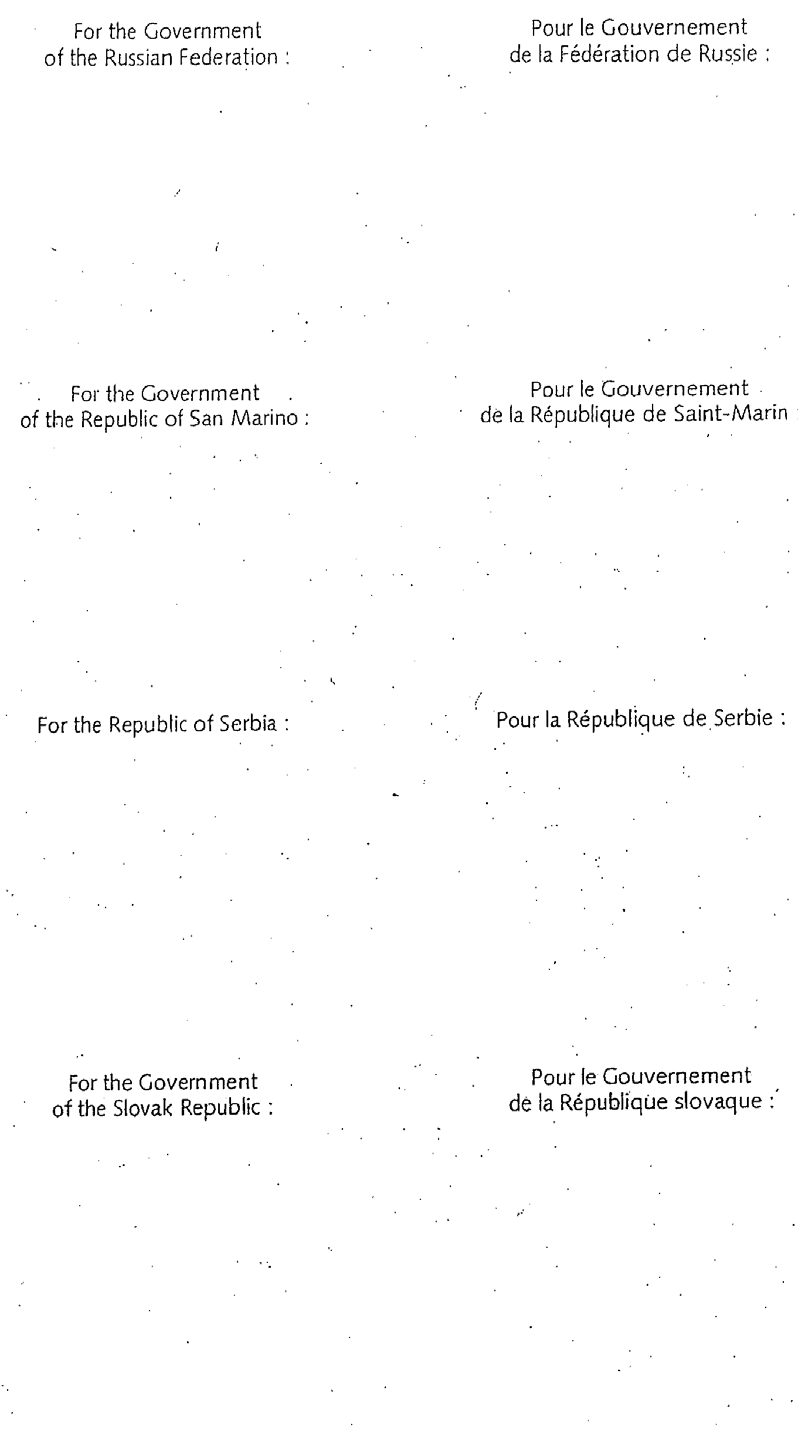 For the Government
of the Russian Federation :
Pour le Gouvernement
de la Fédération de Russie :
For the Government
of the Republic of San Marino :
Pour le Gouvernement
de la République de Saint-Marin :
For the Republic of Serbia :
Pour la République de Serbie :
For the Government
of the Slovak Republic :
Pour le Gouvernement
de la République slovaque :